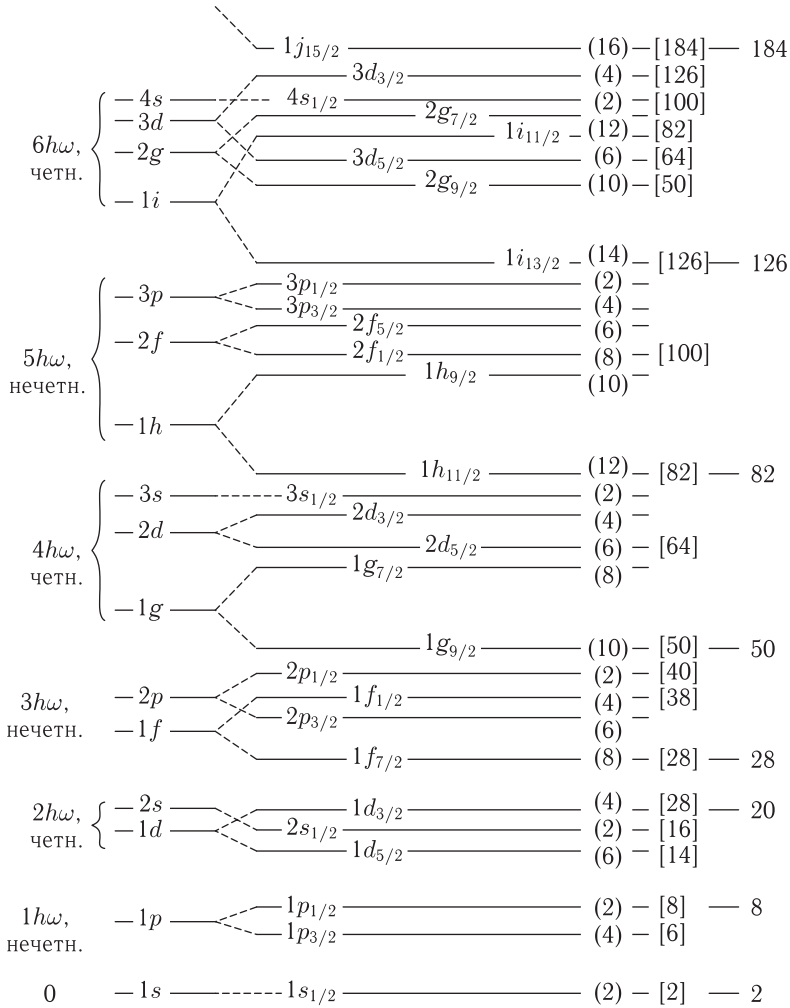 1j15/2 (16) [184] 184
3d3/2 (4) [126]
4s 4s1/2 (2) [100]
3d 2g7/2
6hω, четн. 1i11/2 (12) [82]
2g 3d5/2 (6) [64]
2g9/2 (10) [50]
1i
1i13/2 (14) [126] 126
3p 3p1/2 (2)
3p3/2 (4)
2f 2f5/2 (6)
5hω, нечетн. 2f1/2 (8) [100]
1h9/2 (10)
1h
1h11/2 (12) [82] 82
3s 3s1/2 (2)
2d 2d3/2 (4)
4hω, четн. 2d5/2 (6) [64]
1g7/2 (8)
1g
1g9/2 (10) [50] 50
2p1/2 (2) [40]
3hω, нечетн. 2p 1f1/2 (4) [38]
2p3/2 (6)
1f
1f7/2 (8) [28] 28
2hω, четн. 2s 1d3/2 (4) [28] 20
1d 2s1/2 (2) [16]
1d5/2 (6) [14]
1hω, нечетн. 1p 1p1/2 (2) [8] 8
1p3/2 (4) [6]
0 1s 1s1/2 (2) [2] 2